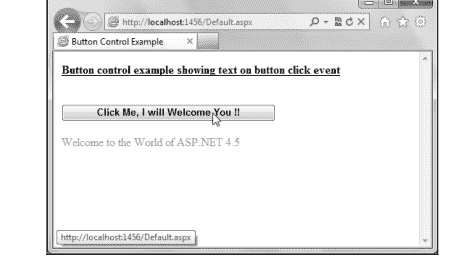 http://localhost:1456/Default.aspx
Button Control Example
Button control example showing text on button click event
Click Me, I will Welcome You !!
Welcome to the World of ASP.NET 4.5
http://localhost:1456/Default.aspx